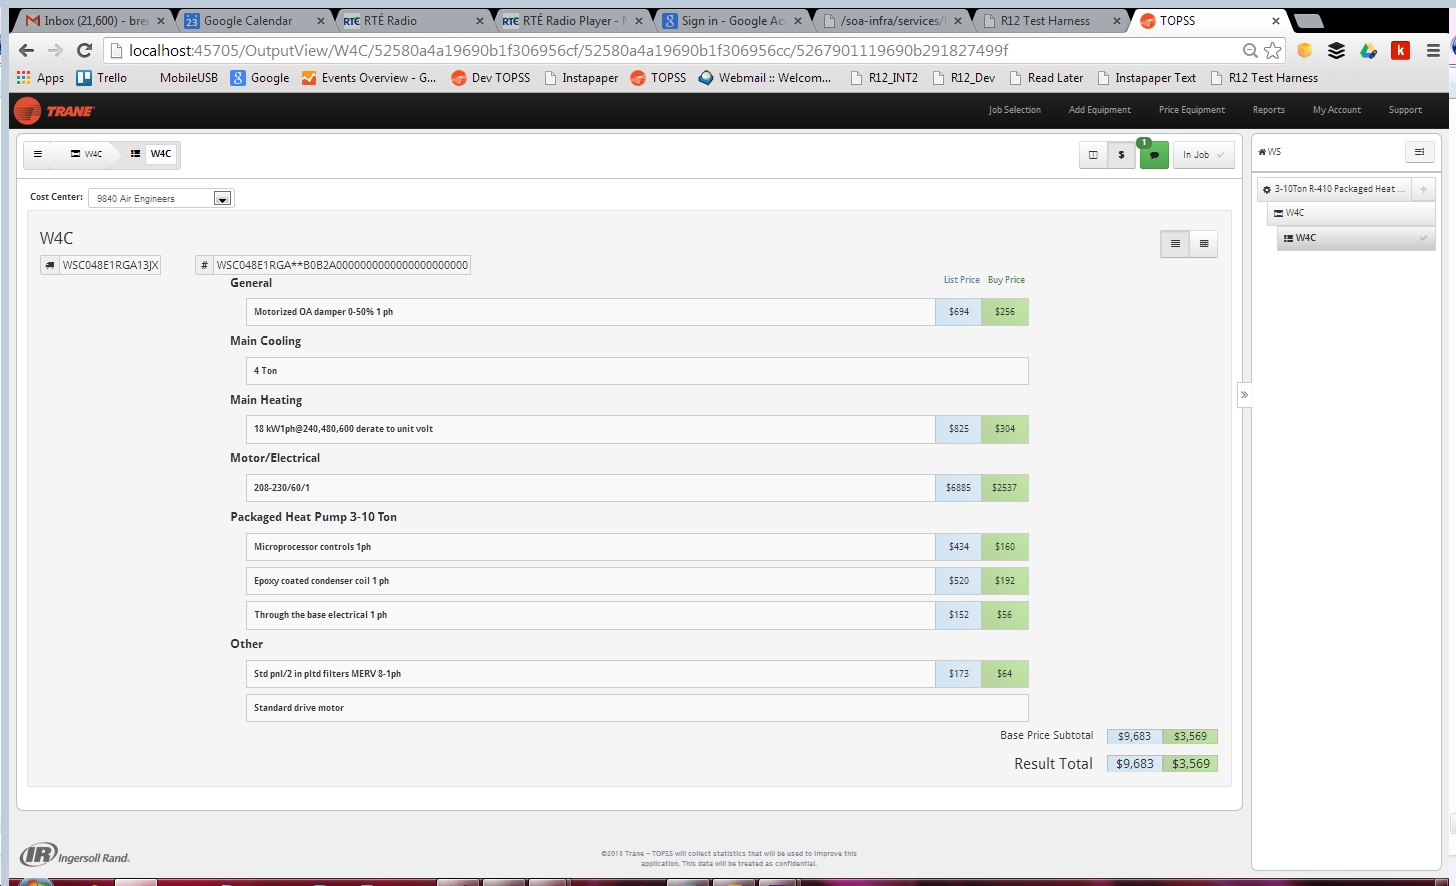 Inbox (21,600) - brer
Google Calendar
RTÉ Radio
RTÉ Radio Player - N
Sign in - Google Acc
/soa-infra/services/
R12 Test Harness
TOPSS
localhost:45705/OutputView/W4C/52580a4a19690b1f306956cf/52580a4a19690b1f306956cc/5267901119690b291827499f
Apps
Trello
MobileUSB
Google
Events Overview - G...
Dev TOPSS
Instapaper
TOPSS
Webmail :: Welcom...
R12_INT2
R12_Dev
Read Later
Instapaper Text
R12 Test Harness
TRANE
Job Selection
Add Equipment
Price Equipment
Reports
My Account
Support
W4C
W4C
$
1
In Job
WS
Cost Center: 9840 Air Engineers
3-10Ton R-410 Packaged Heat ...
W4C
W4C
W4C
WSC048E1RGA13JX
# WSC048E1RGA**B0B2A0000000000000000000000
General
List Price Buy Price
Motorized OA damper 0-50% 1 ph $694 $256
Main Cooling
4 Ton
Main Heating
18 kW1ph@240,480,600 derate to unit volt $825 $304
Motor/Electrical
208-230/60/1 $6885 $2537
Packaged Heat Pump 3-10 Ton
Microprocessor controls 1ph $434 $160
Epoxy coated condenser coil 1 ph $520 $192
Through the base electrical 1 ph $152 $56
Other
Std pnl/2 in pltd filters MERV 8-1ph $173 $64
Standard drive motor
Base Price Subtotal $9,683 $3,569
Result Total $9,683 $3,569
IR Ingersoll Rand.
©2013 Trane - TOPSS will collect statistics that will be used to improve this
application. This data will be treated as confidential.